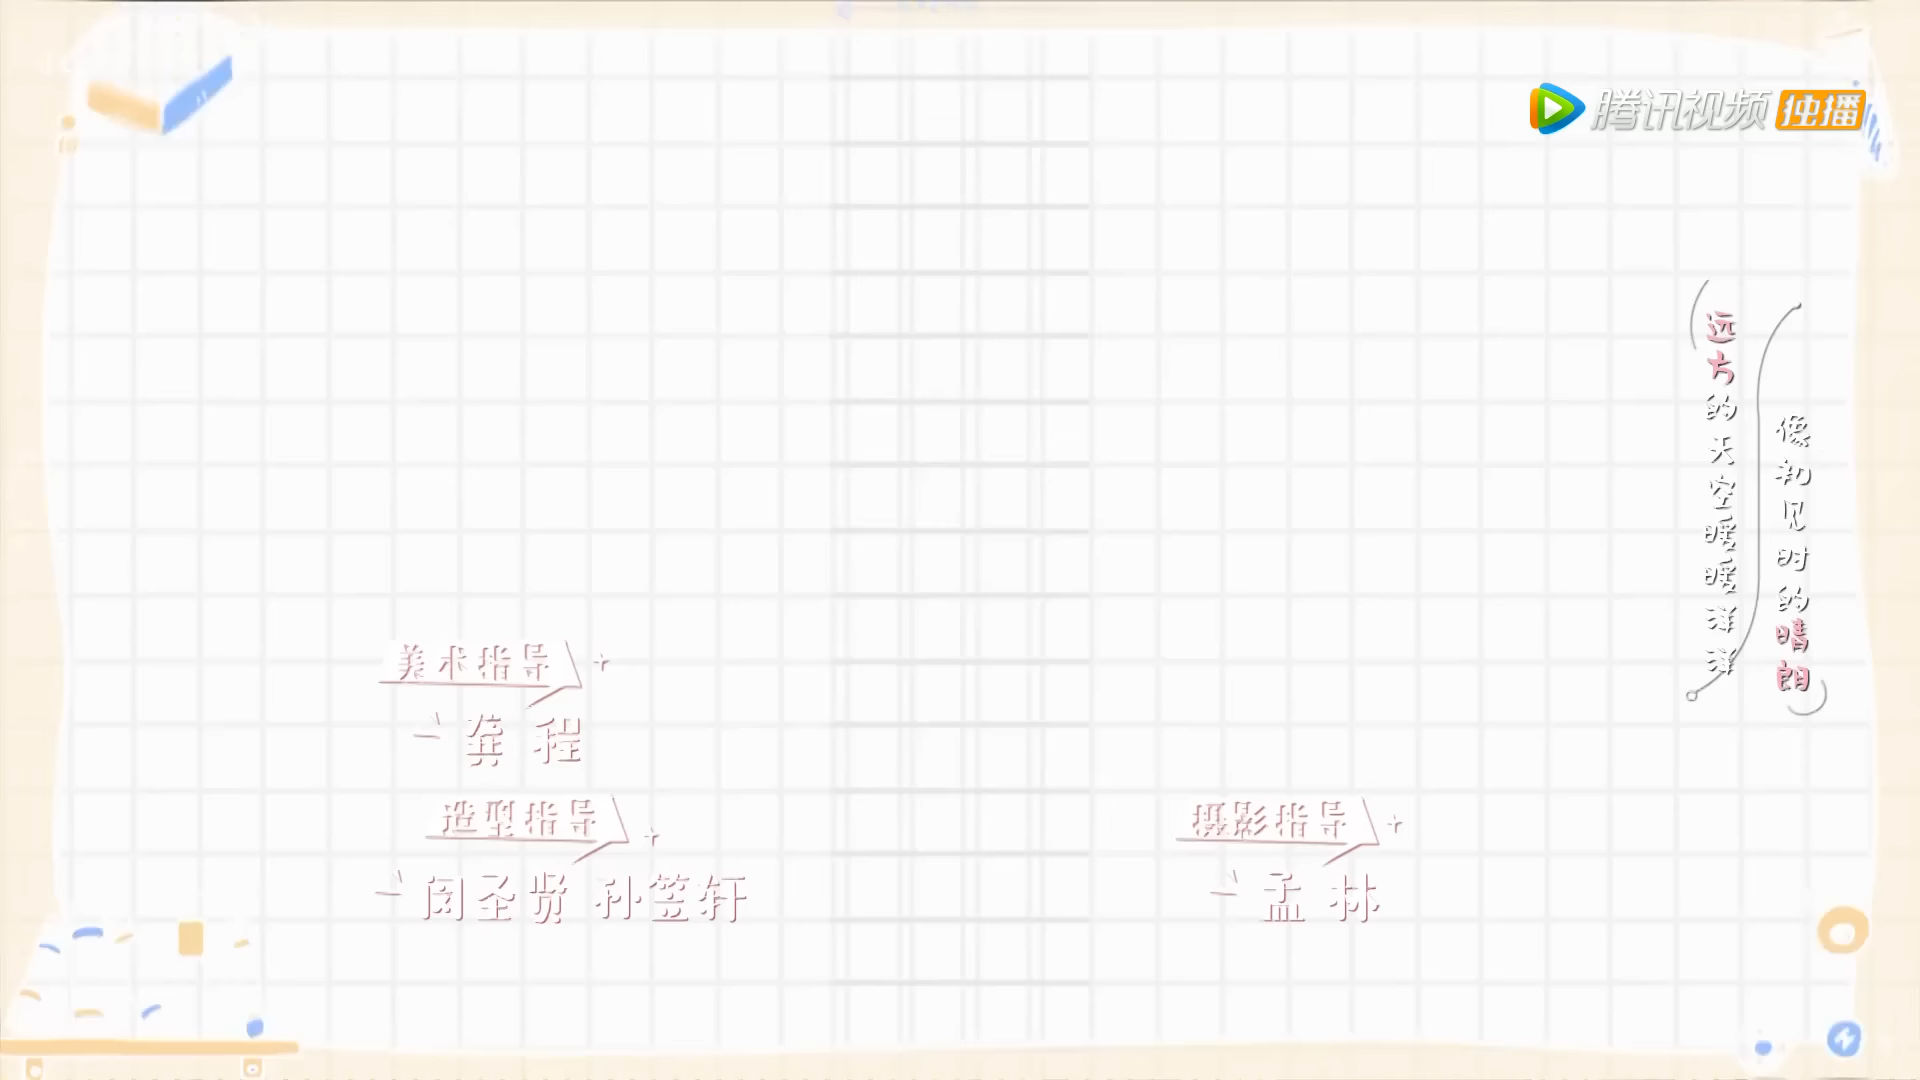 腾讯视频 独播
远方的天空暖暖洋洋
像初见时的晴朗
美术指导
龚 程
造型指导
闵圣贤 孙笠轩
摄影指导
孟 林